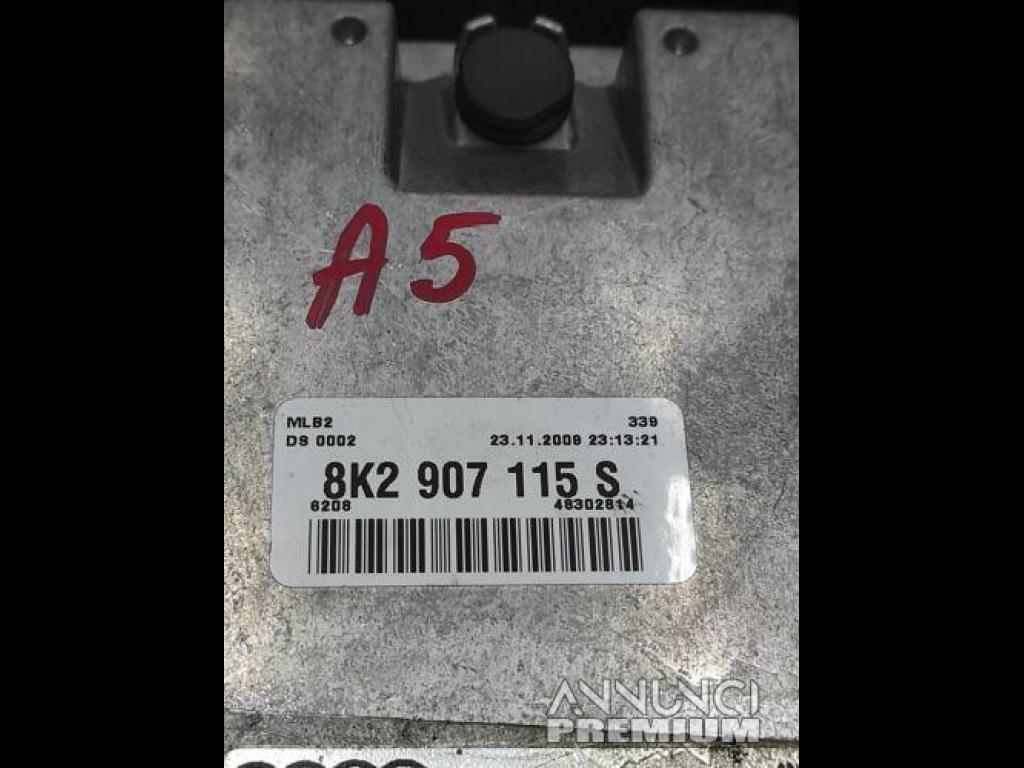 A5
MLB2 339
DS 0002 23.11.2009 23:13:21
8K2 907 115 S
6208 48302814
ANNUNCI
PREMIUM